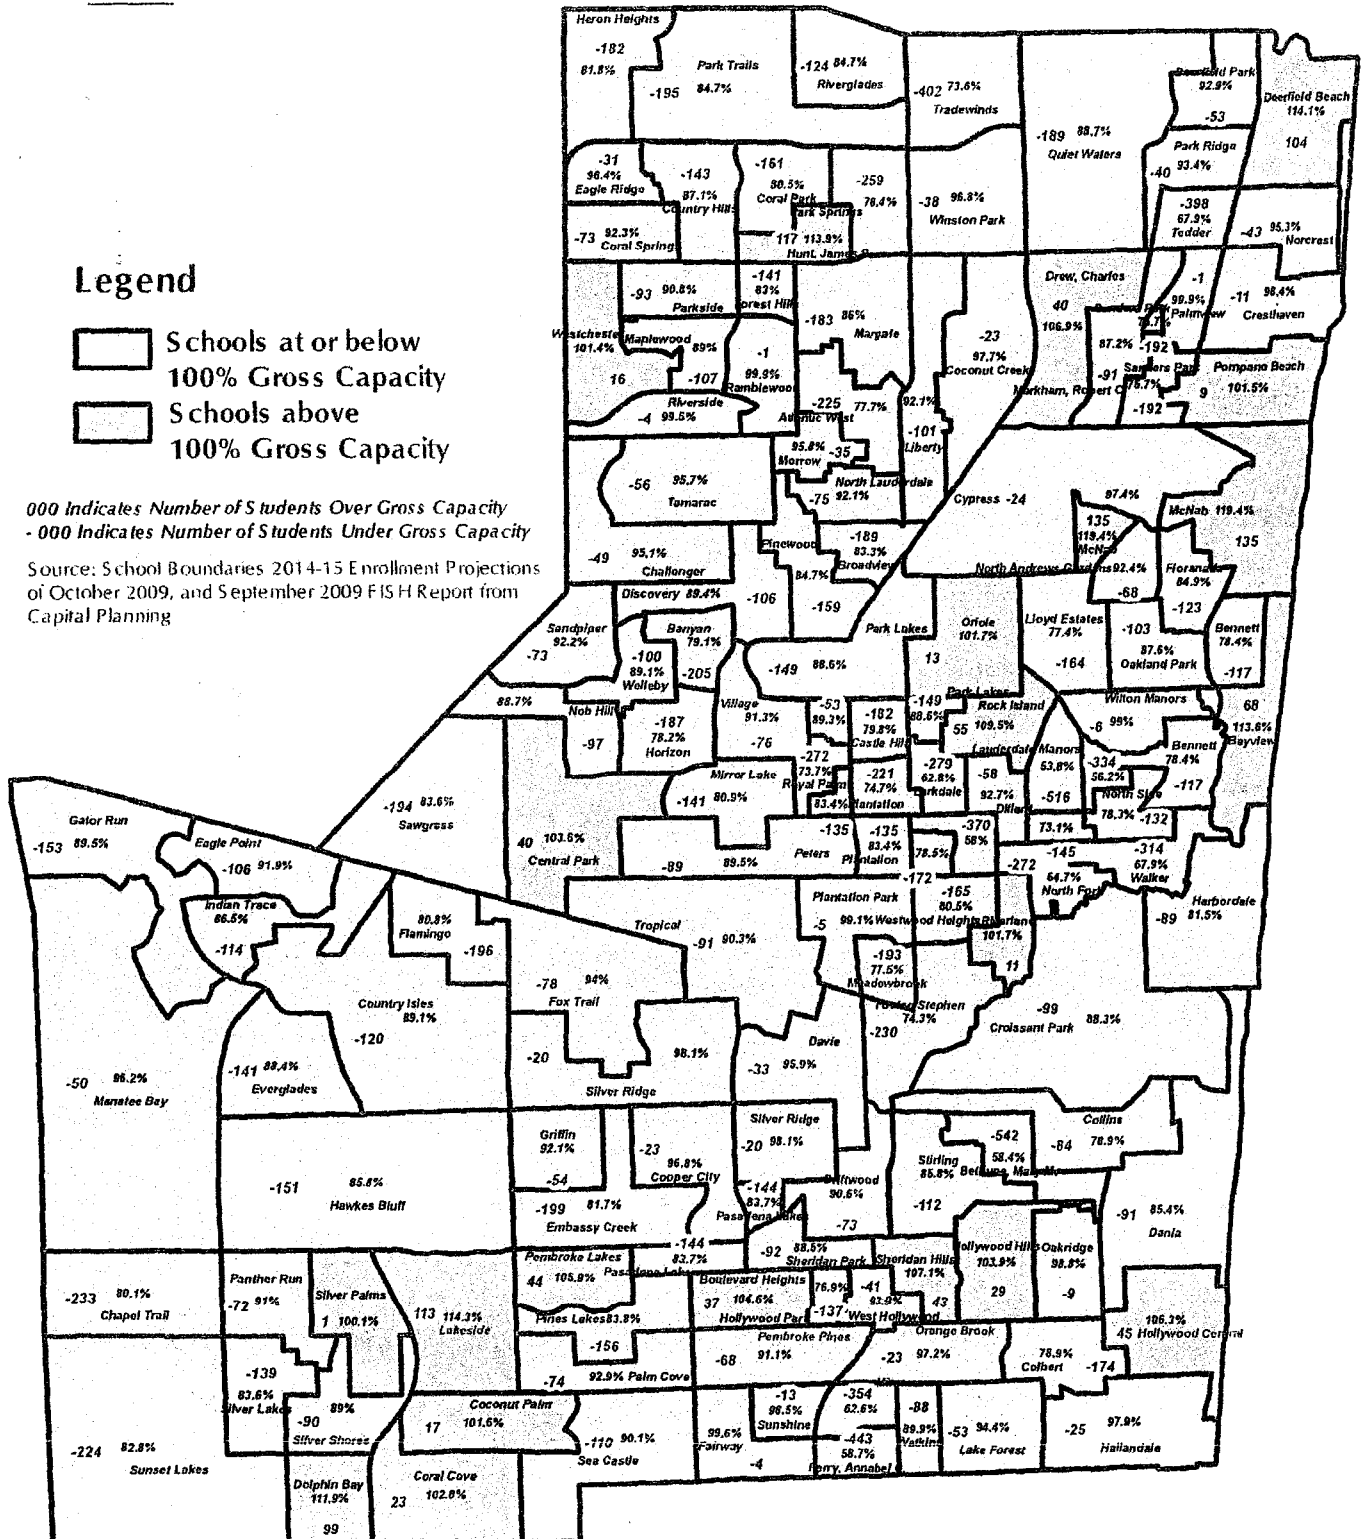 Heron Heights
-182
81.8%
Park Trails
-195 84.7%
-124 84.7%
Riverglades
-402 73.6%
Tradewinds
-189 88.7%
Quiet Waters
Deerfield Park
92.9%
-53
Deerfield Beach
114.1%
104
Park Ridge
-40 93.4%
-31
96.4%
Eagle Ridge
-143
87.1%
Country Hills
-161
80.5%
Coral Park
-259
76.4%
Park Springs
-38 96.8%
Winston Park
-398
67.9%
Tedder
-43 95.3%
Norcrest
-73 92.3%
Coral Springs
117 113.9%
Hunt, James
Legend
Schools at or below
100% Gross Capacity
Schools above
100% Gross Capacity
000 Indicates Number of Students Over Gross Capacity
- 000 Indicates Number of Students Under Gross Capacity
Source: School Boundaries 2014-15 Enrollment Projections
of October 2009, and September 2009 FISH Report from
Capital Planning
-93 90.8%
Parkside
-141
83%
Forest Hills
-183 86%
Margate
-23
97.7%
Coconut Creek
Drew, Charles
40
106.9%
-1
99.9%
Palmview
-11 98.4%
Cresthaven
Westchester
101.4%
16
Maplewood
89%
-107
-1
99.8%
Ramblewood
87.2%
-91
Markham, Robert C
-192
Sanders Park
75.7%
-192
Pompano Beach
101.5%
9
Riverside
-4 99.5%
-225 77.7%
Atlantic West
92.1%
-101
Liberty
95.8% -35
Morrow
North Lauderdale
-75 92.1%
-56 95.7%
Tamarac
Cypress -24
97.4%
McNab 119.4%
135
119.4%
McNab
135
-49 95.1%
Challenger
Pinewood
84.7%
-106
-189
83.3%
Broadview
-159
North Andrews Gardens 92.4%
-68
Floranada
84.9%
-123
Discovery 89.4%
Sandpiper
92.2%
-73
Banyan
79.1%
-205
-100
89.1%
Welleby
Park Lakes
-149 88.6%
Oriole
101.7%
13
Lloyd Estates
77.4%
-164
-103
87.6%
Oakland Park
Bennett
78.4%
-117
88.7%
Nob Hill
-97
-187
78.2%
Horizon
Village
91.3%
-76
-53
89.3%
-182
79.8%
Castle Hill
Park Lakes
-149
88.6%
Rock Island
55 109.5%
Wilton Manors
-6 99%
68
113.6%
Bayview
Lauderdale Manors
53.8%
-516
-334
56.2%
North Side
Bennett
78.4%
-117
-272
73.7%
Royal Palm
-221
74.7%
Plantation
-279
62.8%
Larkdale
-58
92.7%
Dillard
Mirror Lake
-141 80.9%
83.4%
78.3% -132
-194 83.6%
Sawgrass
40 103.6%
Central Park
-89 89.5%
-135
Peters
-135
83.4%
Plantation
78.5%
-172
-370
58%
73.1%
-272
-145
64.7%
North Fork
-314
67.9%
Walker
Gator Run
-153 89.5%
Eagle Point
-106 91.9%
Indian Trace
86.5%
-114
80.8%
Flamingo
-196
Tropical
-91 90.3%
Plantation Park
-5 99.1%
-165
80.5%
Westwood Heights
Riverland
101.7%
11
Harbordale
-89 81.5%
-193
77.5%
Meadowbrook
-78 94%
Fox Trail
Country Isles
89.1%
-120
Foster, Stephen
74.3%
-230
-99 88.3%
Croissant Park
-20
98.1%
Silver Ridge
Davie
-33 95.9%
-50 96.2%
Manatee Bay
-141 88.4%
Everglades
Griffin
92.1%
-54
-23
96.8%
Cooper City
Silver Ridge
-20 98.1%
-542
58.4%
Bethune, Mary M
Collins
-84 78.9%
Stirling
85.8%
-112
-151 85.8%
Hawkes Bluff
-199 81.7%
Embassy Creek
-144
83.7%
Pasadena Lakes
Driftwood
90.6%
-73
-91 85.4%
Dania
-144
83.7%
Pasadena Lakes
-92 88.5%
Sheridan Park
Sheridan Hills
107.1%
43
Hollywood Hills
103.9%
29
Oakridge
98.8%
-9
-233 80.1%
Chapel Trail
Panther Run
-72 91%
Silver Palms
1 100.1%
113 114.3%
Lakeside
Pembroke Lakes
44 105.9%
Boulevard Heights
37 104.6%
Hollywood Park
76.9%
-137
-41
93.9%
West Hollywood
106.3%
45 Hollywood Central
Pines Lakes 83.8%
-156
Pembroke Pines
-68 91.1%
Orange Brook
-23 97.2%
78.9%
Colbert -174
-139
83.6%
Silver Lakes
-90 89%
Silver Shores
-74 92.9% Palm Cove
Coconut Palm
17 101.6%
-13
98.5%
Sunshine
-354
62.6%
-88
89.9%
Watkins
-53 94.4%
Lake Forest
-25 97.9%
Hallandale
-224 82.8%
Sunset Lakes
-110 90.1%
Sea Castle
99.6%
Fairway
-4
-443
58.7%
Perry, Annabel
Dolphin Bay
111.9%
99
Coral Cove
23 102.8%